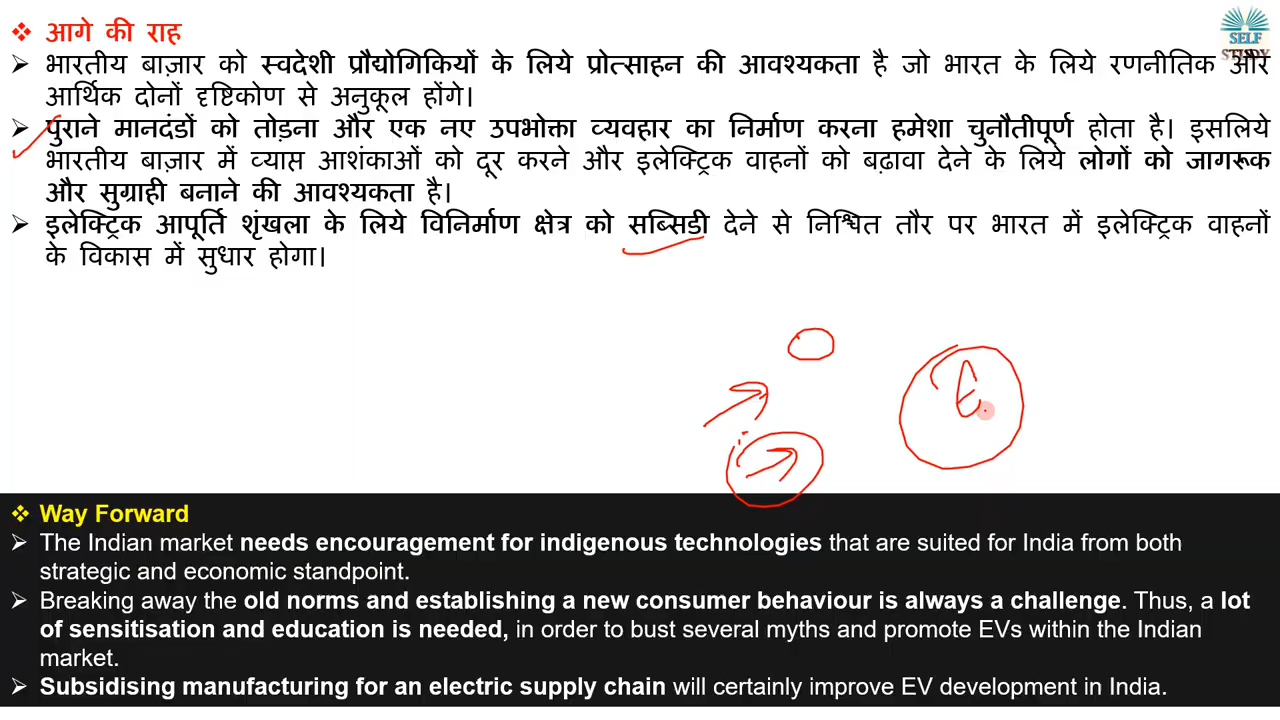 ❖ आगे की राह
SELF
STUDY
➢ भारतीय बाज़ार को स्वदेशी प्रौद्योगिकियों के लिये प्रोत्साहन की आवश्यकता है जो भारत के लिये रणनीतिक और
आर्थिक दोनों दृष्टिकोण से अनुकूल होंगे।
➢ पुराने मानदंडों को तोड़ना और एक नए उपभोक्ता व्यवहार का निर्माण करना हमेशा चुनौतीपूर्ण होता है। इसलिये
भारतीय बाज़ार में व्याप्त आशंकाओं को दूर करने और इलेक्ट्रिक वाहनों को बढ़ावा देने के लिये लोगों को जागरूक
और सुग्राही बनाने की आवश्यकता है।
➢ इलेक्ट्रिक आपूर्ति शृंखला के लिये विनिर्माण क्षेत्र को सब्सिडी देने से निश्चित तौर पर भारत में इलेक्ट्रिक वाहनों
के विकास में सुधार होगा।
❖ Way Forward
➢ The Indian market needs encouragement for indigenous technologies that are suited for India from both
strategic and economic standpoint.
➢ Breaking away the old norms and establishing a new consumer behaviour is always a challenge. Thus, a lot
of sensitisation and education is needed, in order to bust several myths and promote EVs within the Indian
market.
➢ Subsidising manufacturing for an electric supply chain will certainly improve EV development in India.